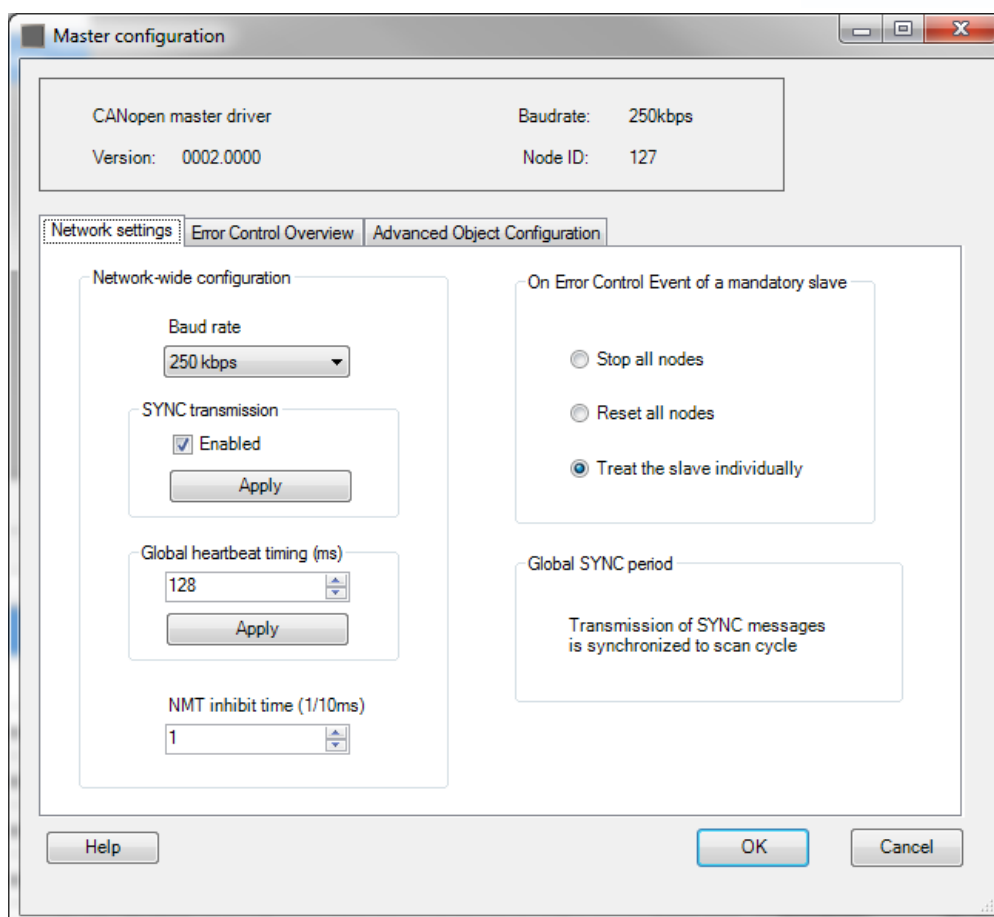 Master configuration
CANopen master driver
Baudrate: 250kbps
Version: 0002.0000
Node ID: 127
Network settings
Error Control Overview
Advanced Object Configuration
Network-wide configuration
Baud rate
250 kbps
SYNC transmission
Enabled
Apply
Global heartbeat timing (ms)
128
Apply
NMT inhibit time (1/10ms)
1
On Error Control Event of a mandatory slave
Stop all nodes
Reset all nodes
Treat the slave individually
Global SYNC period
Transmission of SYNC messages
is synchronized to scan cycle
Help
OK
Cancel